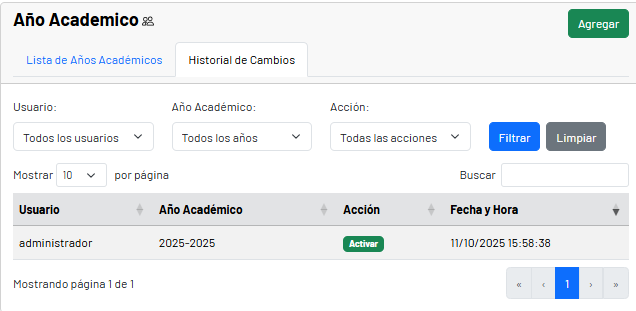 Año Academico
Agregar
Lista de Años Académicos Historial de Cambios
Usuario: Año Académico: Acción:
Todos los usuarios Todos los años Todas las acciones Filtrar Limpiar
Mostrar 10 por página Buscar
Usuario Año Académico Acción Fecha y Hora
administrador 2025-2025 Activar 11/10/2025 15:58:38
Mostrando página 1 de 1 « ‹ 1 › »